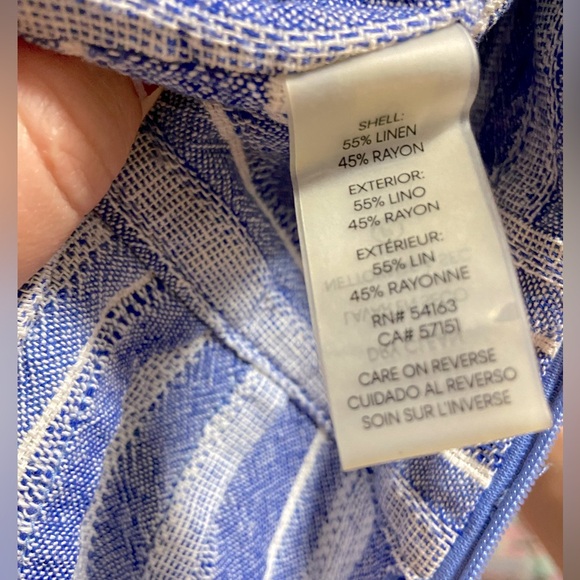 SHELL:
55% LINEN
45% RAYON
EXTERIOR:
55% LINO
45% RAYON
EXTÉRIEUR:
55% LIN
45% RAYONNE
RN# 54163
CA# 57151
CARE ON REVERSE
CUIDADO AL REVERSO
SOIN SUR L'INVERSE